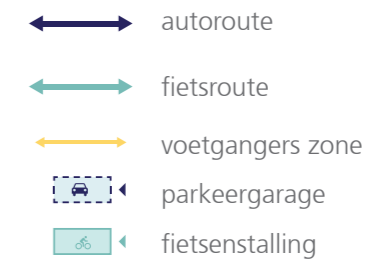 autoroute
fietsroute
voetgangers zone
parkeergarage
fietsenstalling